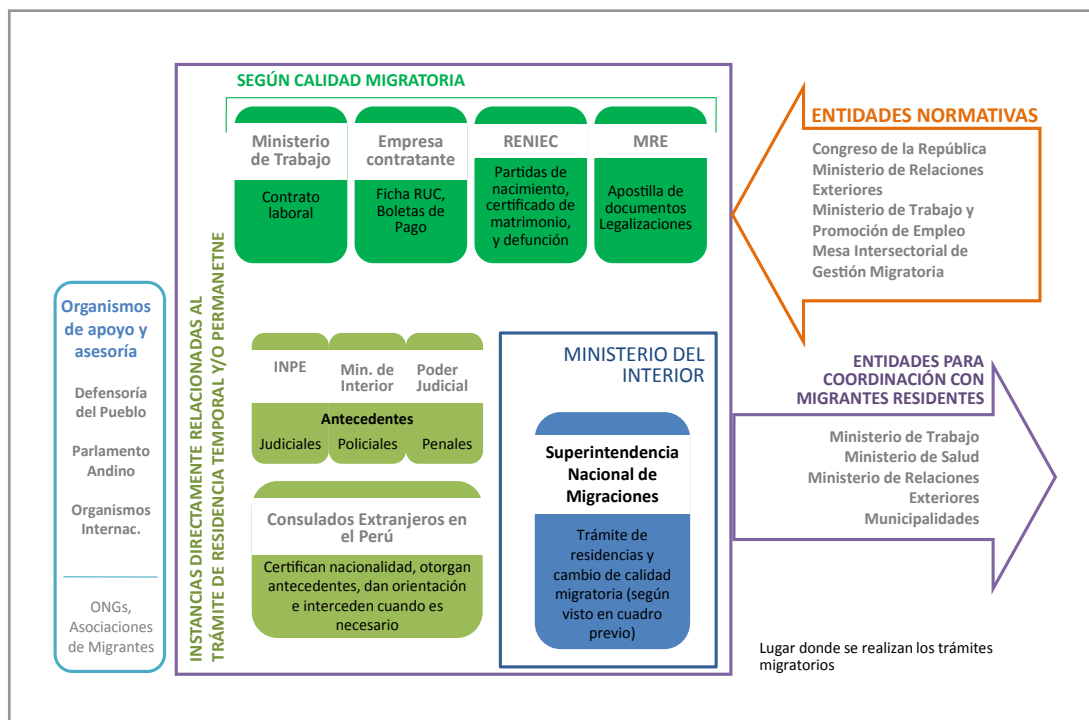 SEGÚN CALIDAD MIGRATORIA
Ministerio
de Trabajo
Contrato
laboral
Empresa
contratante
Ficha RUC,
Boletas de
Pago
RENIEC
Partidas de
nacimiento,
certificado de
matrimonio,
y defunción
MRE
Apostilla de
documentos
Legalizaciones
ENTIDADES NORMATIVAS
Congreso de la República
Ministerio de Relaciones
Exteriores
Ministerio de Trabajo y
Promoción de Empleo
Mesa Intersectorial de
Gestión Migratoria
Organismos
de apoyo y
asesoría
Defensoría
del Pueblo
Parlamento
Andino
Organismos
Internac.
ONGs,
Asociaciones
de Migrantes
INSTANCIAS DIRECTAMENTE RELACIONADAS AL
TRÁMITE DE RESIDENCIA TEMPORAL Y/O PERMANETNE
INPE
Min. de
Interior
Poder
Judicial
Antecedentes
Judiciales
Policiales
Penales
Consulados Extranjeros en
el Perú
Certifican nacionalidad, otorgan
antecedentes, dan orientación
e interceden cuando es
necesario
MINISTERIO DEL
INTERIOR
Superintendencia
Nacional de
Migraciones
Trámite de
residencias y
cambio de calidad
migratoria (según
visto en cuadro
previo)
ENTIDADES PARA
COORDINACIÓN CON
MIGRANTES RESIDENTES
Ministerio de Trabajo
Ministerio de Salud
Ministerio de Relaciones
Exteriores
Municipalidades
Lugar donde se realizan los trámites
migratorios